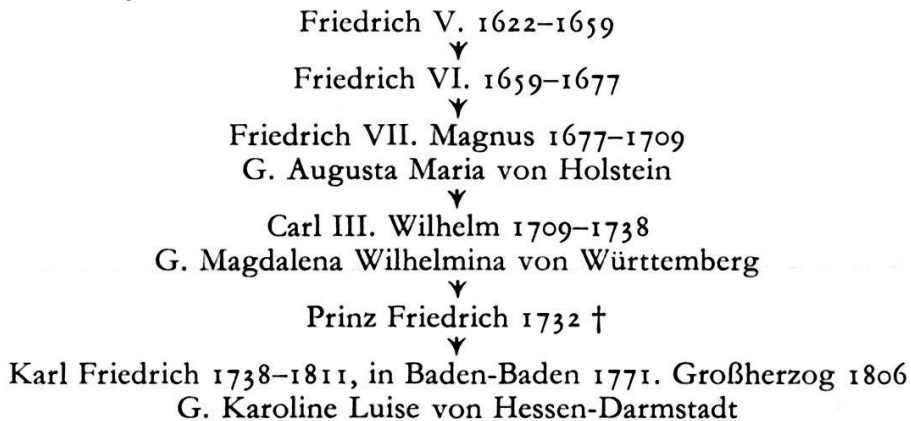 Friedrich V. 1622–1659
Friedrich VI. 1659–1677
Friedrich VII. Magnus 1677–1709
G. Augusta Maria von Holstein
Carl III. Wilhelm 1709–1738
G. Magdalena Wilhelmina von Württemberg
Prinz Friedrich 1732 †
Karl Friedrich 1738–1811, in Baden-Baden 1771. Großherzog 1806
G. Karoline Luise von Hessen-Darmstadt